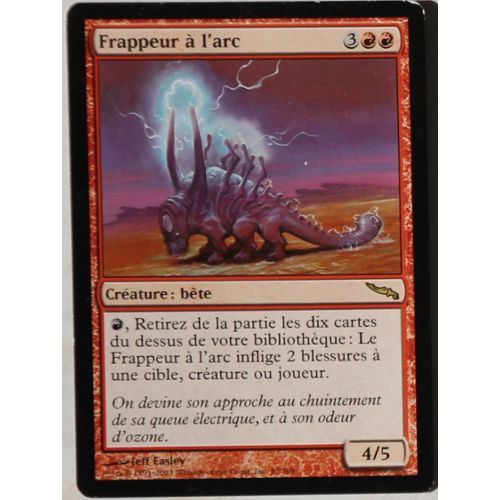 Frappeur à l'arc 3
Créature : bête
, Retirez de la partie les dix cartes
du dessus de votre bibliothèque : Le
Frappeur à l'arc inflige 2 blessures à
une cible, créature ou joueur.
On devine son approche au chuintement
de sa queue électrique, et à son odeur
d'ozone.
Jeff Easley
4/5